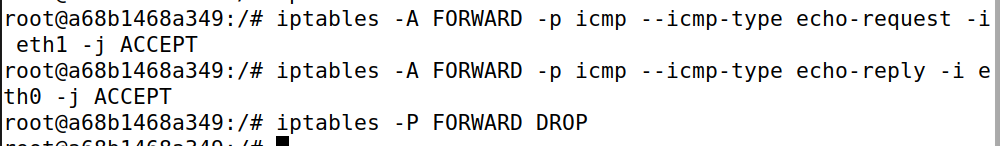 root@a68b1468a349:/# iptables -A FORWARD -p icmp --icmp-type echo-request -i
 eth1 -j ACCEPT
root@a68b1468a349:/# iptables -A FORWARD -p icmp --icmp-type echo-reply -i e
th0 -j ACCEPT
root@a68b1468a349:/# iptables -P FORWARD DROP
root@a68b1468a349:/#